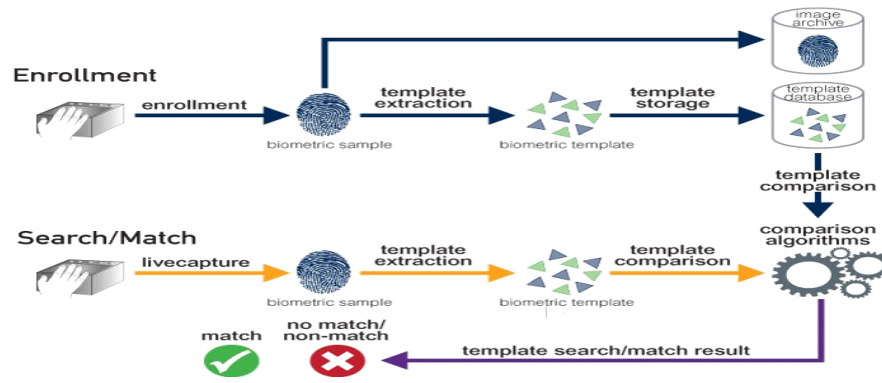 image
archive
Enrollment
enrollment
template
extraction
template
storage
template
database
biometric sample
biometric template
template
comparison
Search/Match
livecapture
template
extraction
template
comparison
comparison
algorithms
biometric sample
biometric template
match
no match/
non-match
template search/match result